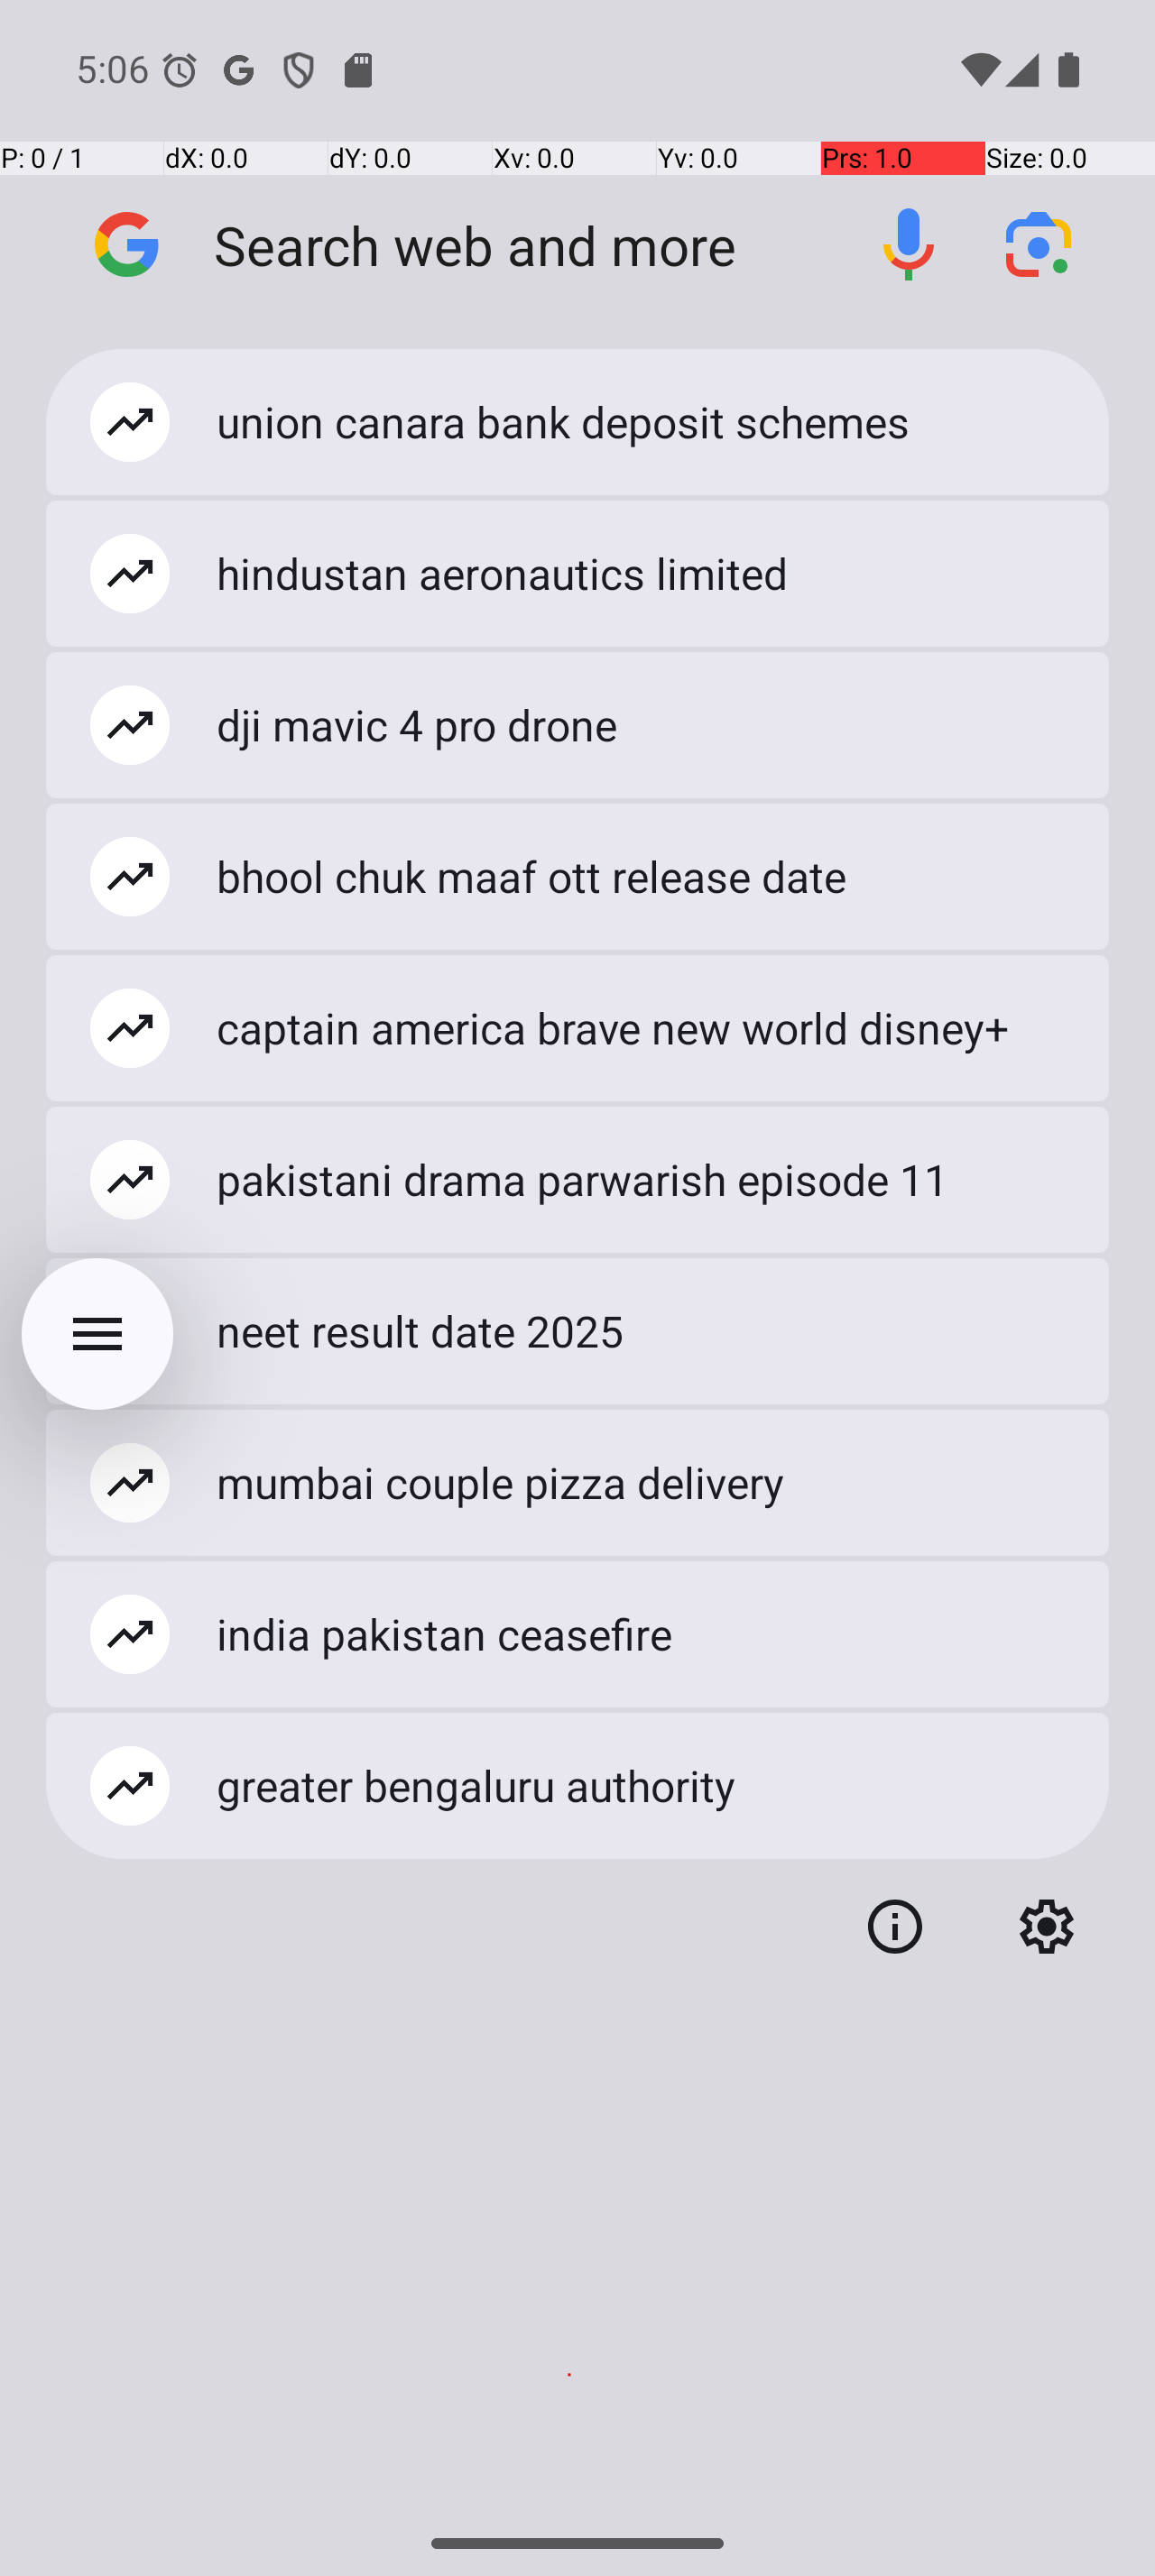 5:06
P: 0 / 1 dX: 0.0 dY: 0.0 Xv: 0.0 Yv: 0.0 Prs: 1.0 Size: 0.0
Search web and more
union canara bank deposit schemes
hindustan aeronautics limited
dji mavic 4 pro drone
bhool chuk maaf ott release date
captain america brave new world disney+
pakistani drama parwarish episode 11
neet result date 2025
mumbai couple pizza delivery
india pakistan ceasefire
greater bengaluru authority